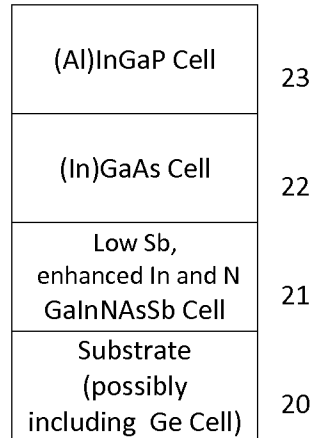 (Al)InGaP Cell
23
(In)GaAs Cell
22
Low Sb,
enhanced In and N
GaInNAsSb Cell
21
Substrate
(possibly
including Ge Cell)
20